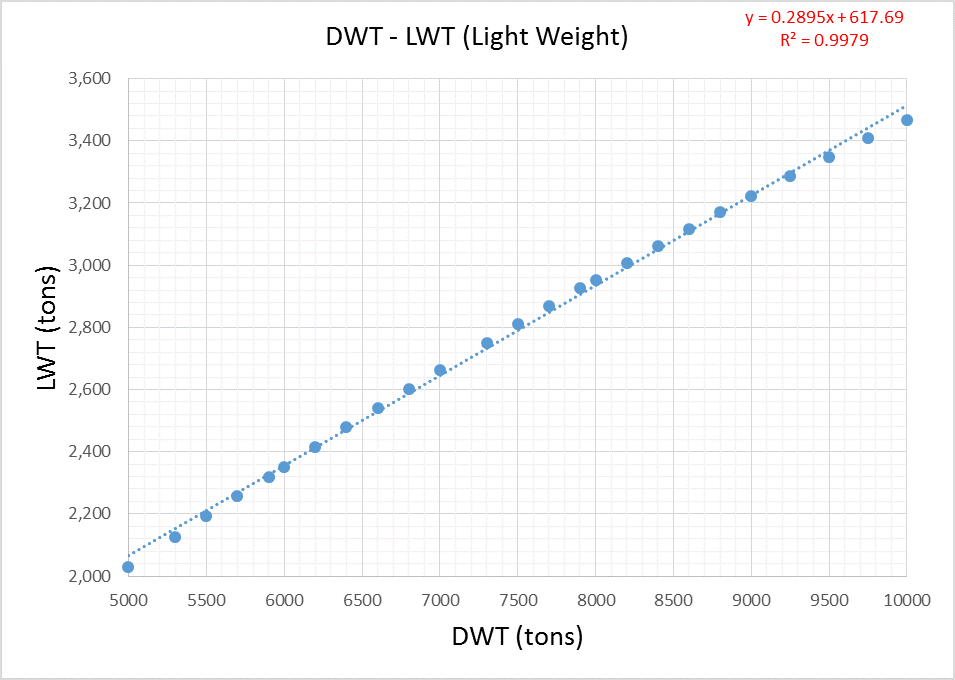 DWT - LWT (Light Weight)
y = 0.2895x + 617.69
R² = 0.9979
LWT (tons)
3,600
3,400
3,200
3,000
2,800
2,600
2,400
2,200
2,000
5000 5500 6000 6500 7000 7500 8000 8500 9000 9500 10000
DWT (tons)